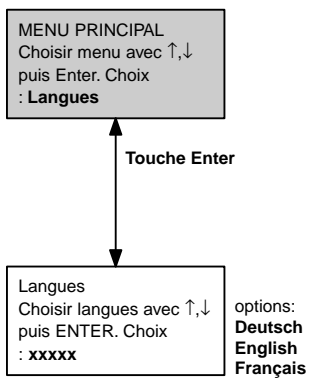 MENU PRINCIPAL
Choisir menu avec ↑,↓
puis Enter. Choix
: Langues
Touche Enter
Langues
Choisir langues avec ↑,↓
puis ENTER. Choix
: xxxxx
options:
Deutsch
English
Français